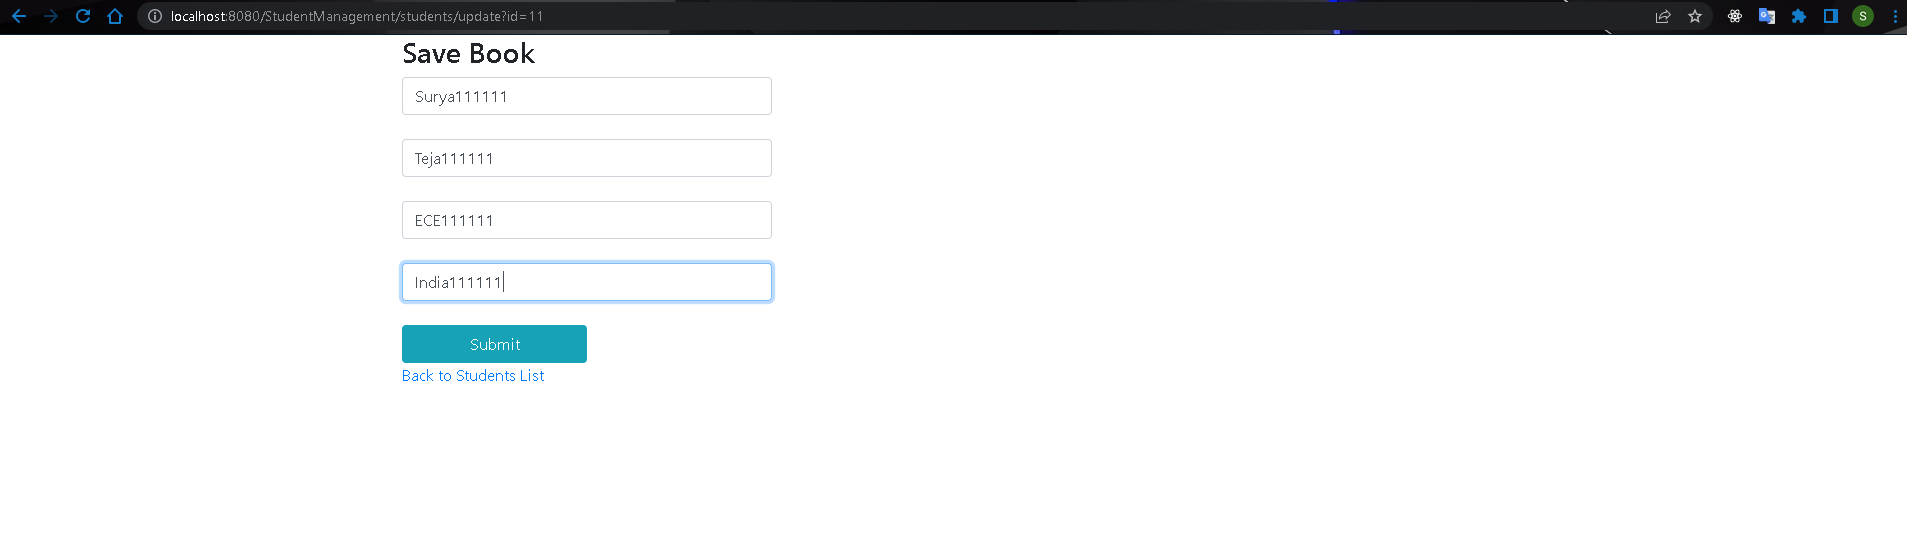 localhost:8080/StudentManagement/students/update?id=11
S
Save Book
Surya111111
Teja111111
ECE111111
India111111
Submit
Back to Students List